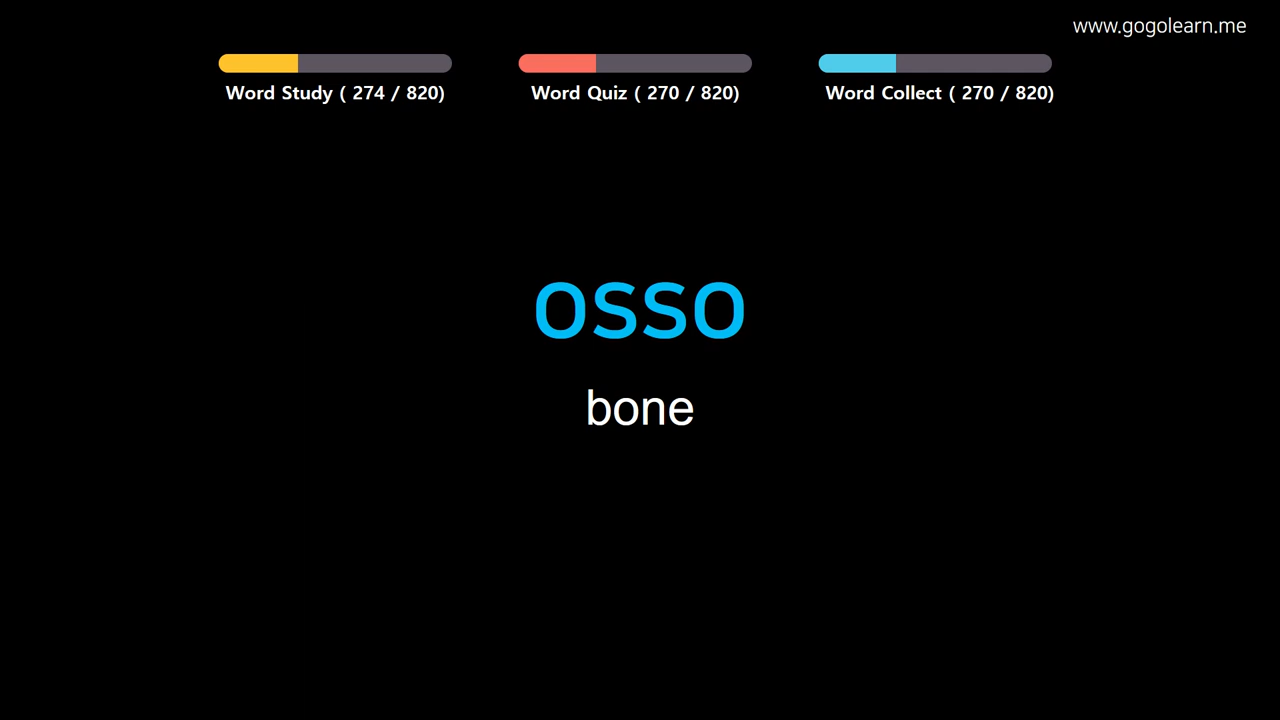 www.gogolearn.me
Word Study ( 274 / 820)
Word Quiz ( 270 / 820)
Word Collect ( 270 / 820)
osso
bone